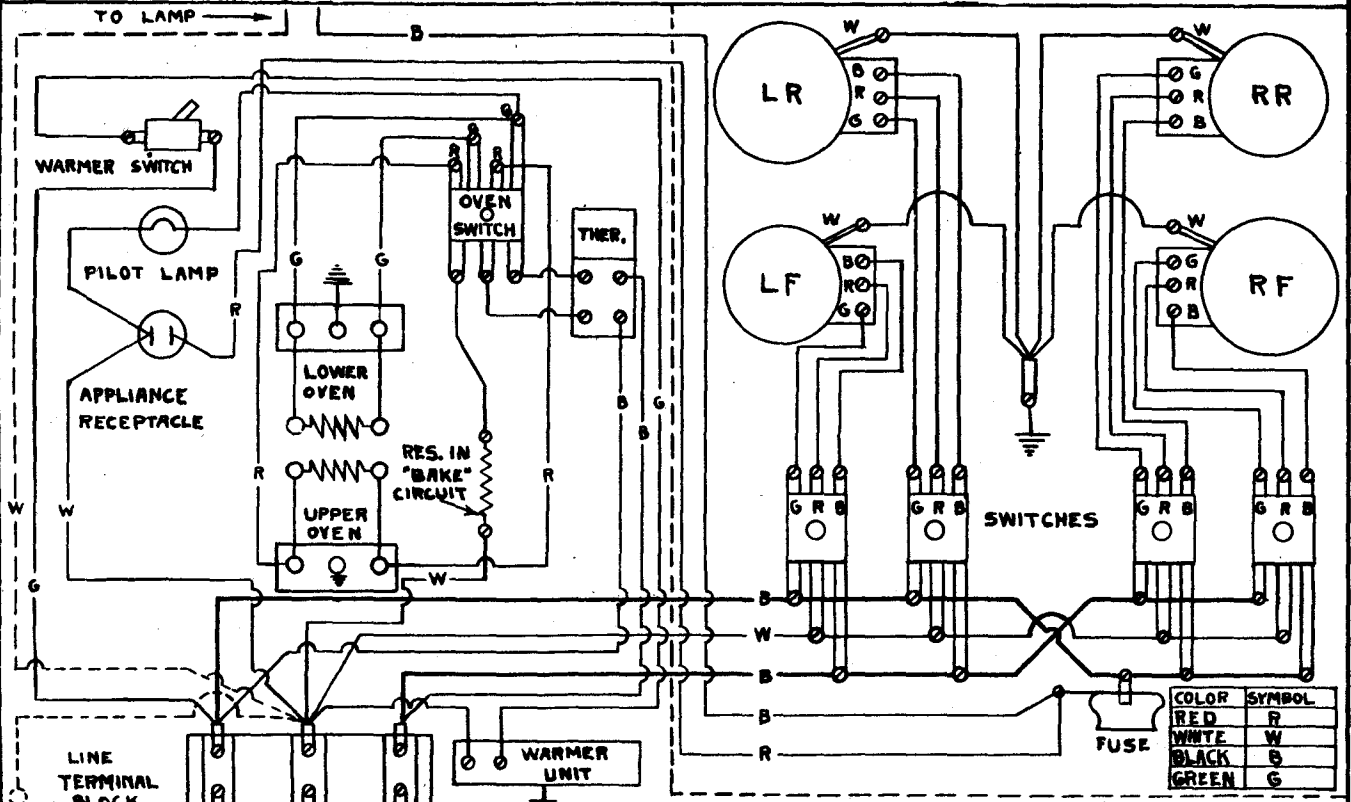 TO LAMP
B
W
W
B
R
G
LR
G
R
B
RR
WARMER SWITCH
G
B
R
R
OVEN
SWITCH
THER.
W
W
B
R
G
LF
G
R
B
RF
PILOT LAMP
G
G
R
LOWER
OVEN
APPLIANCE
RECEPTACLE
B
G
B
RES. IN
"BAKE"
CIRCUIT
R
R
UPPER
OVEN
W
W
G R B
G R B
SWITCHES
G R B
G R B
G
W
B
W
B
B
R
FUSE
COLOR SYMBOL
RED R
WHITE W
BLACK B
GREEN G
LINE
TERMINAL
BLOCK
WARMER
UNIT